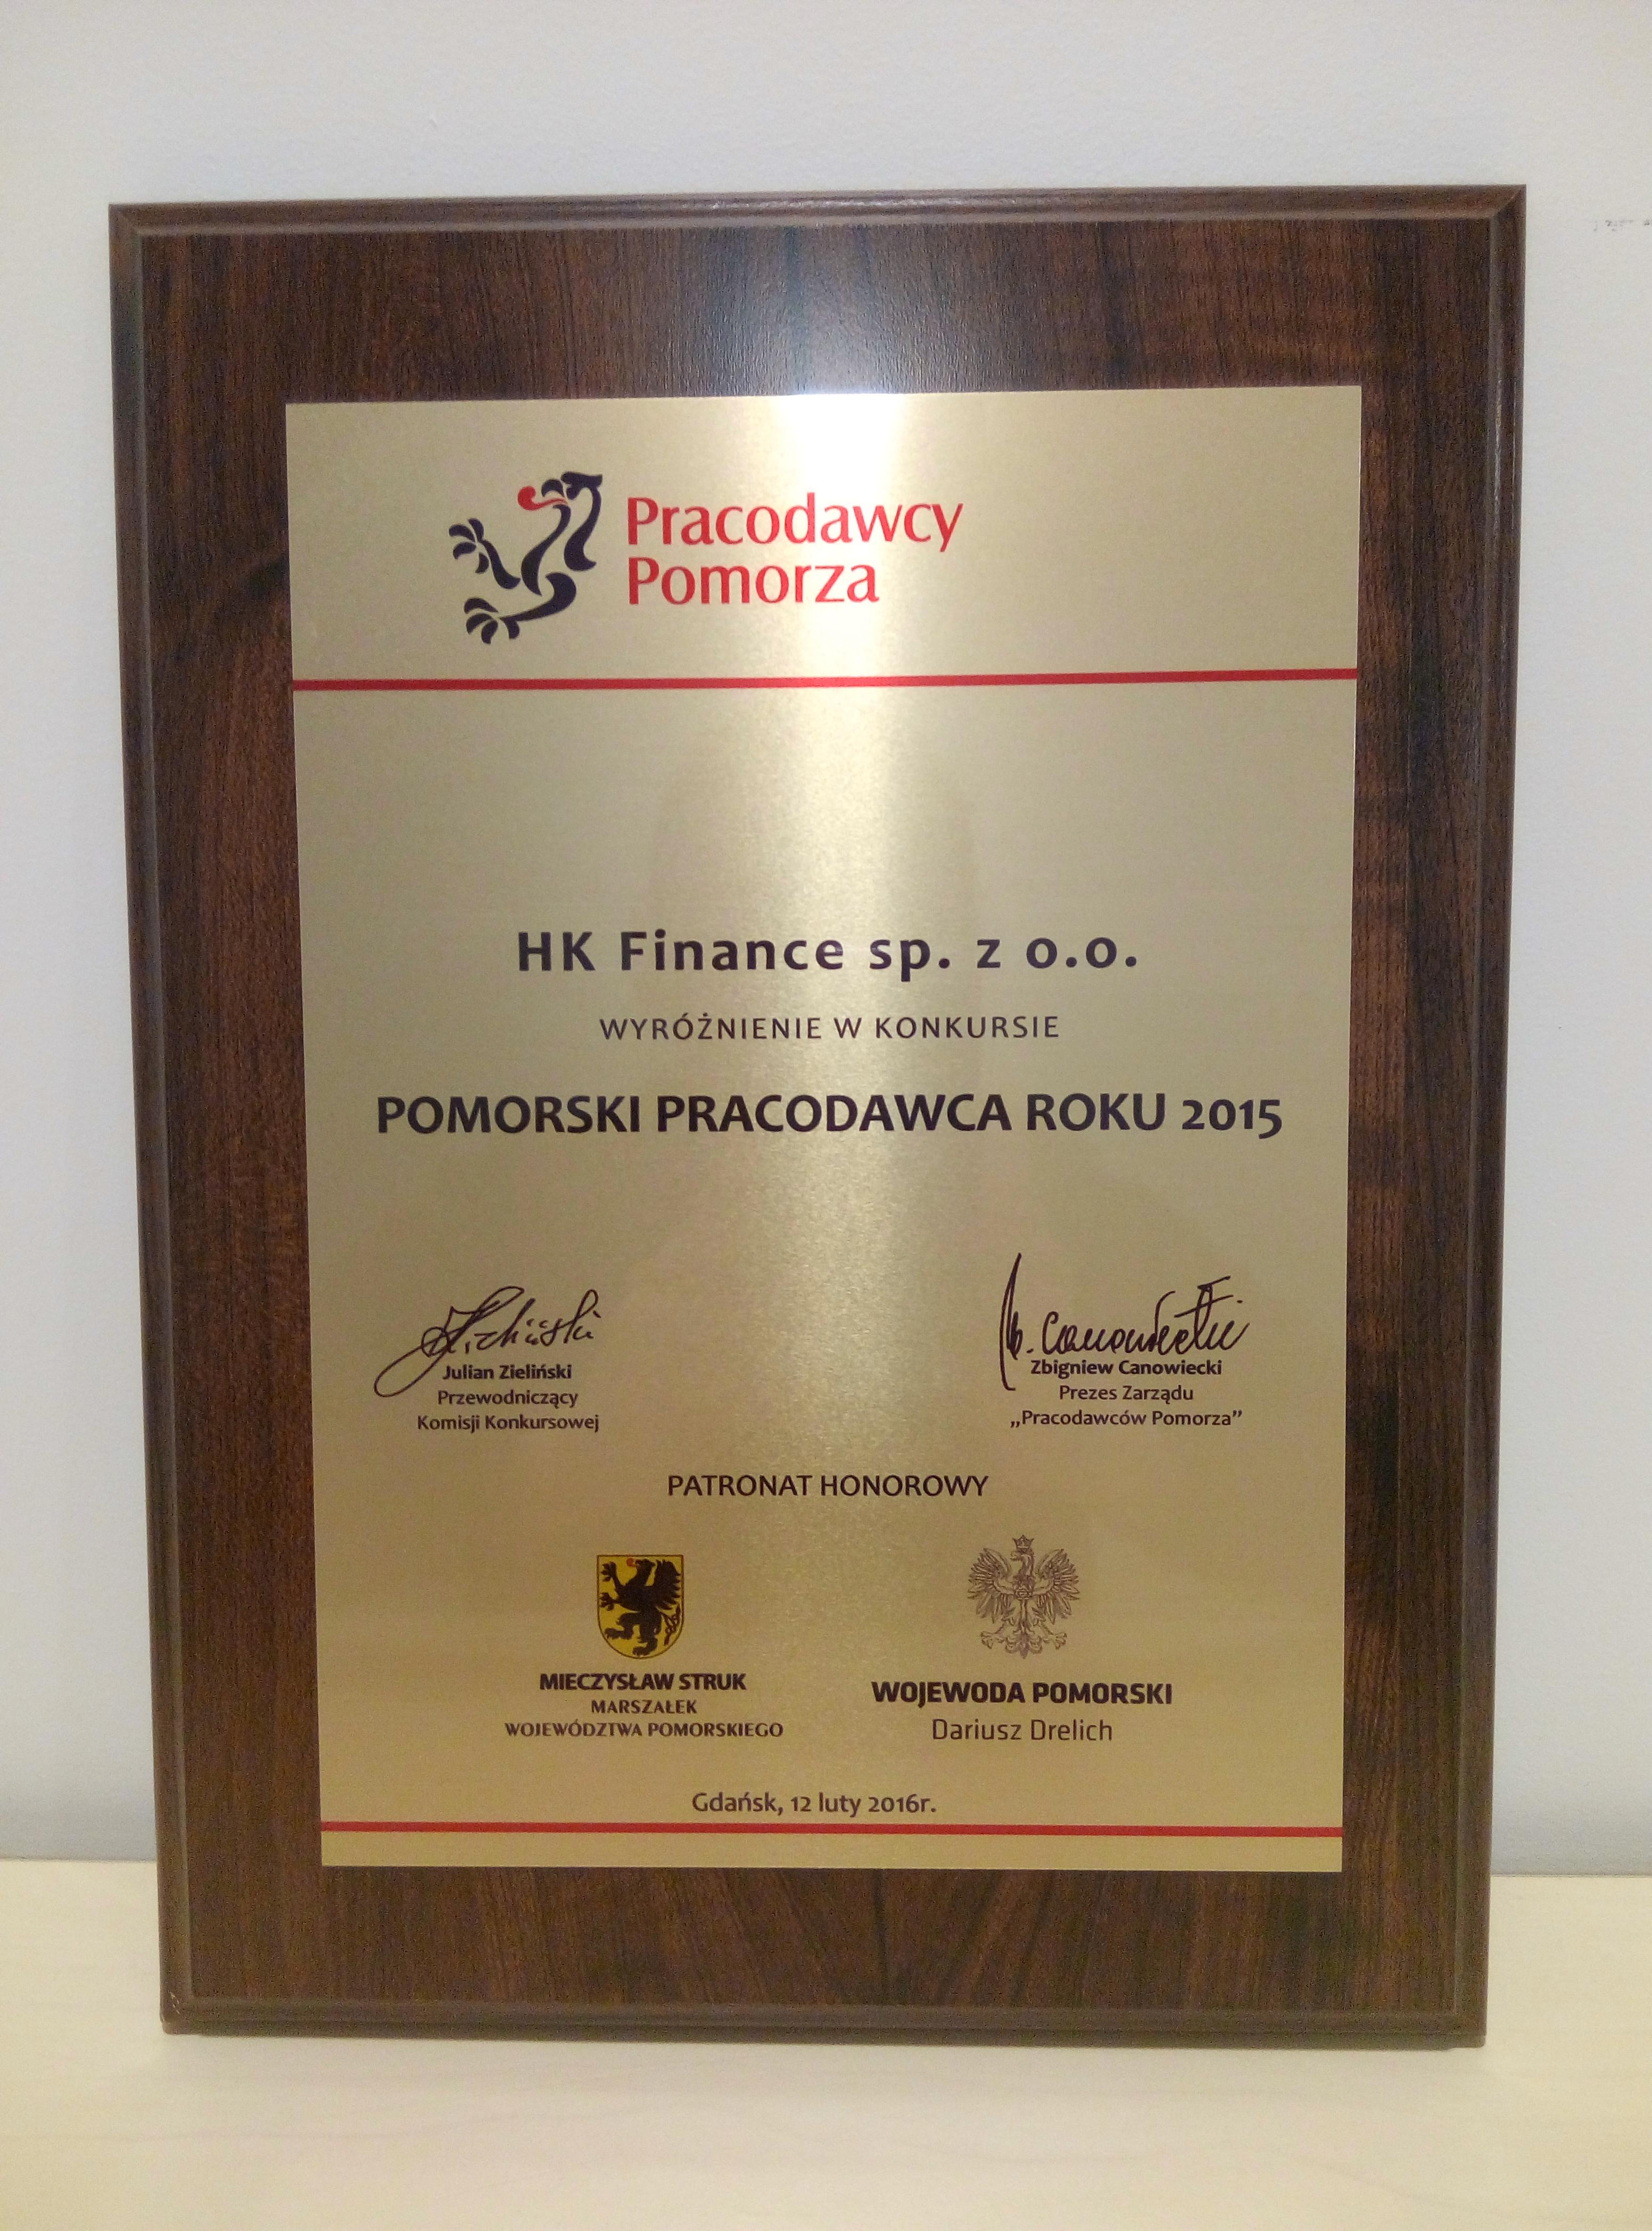 Pracodawcy
Pomorza
HK Finance sp. z o.o.
WYRÓŻNIENIE W KONKURSIE
POMORSKI PRACODAWCA ROKU 2015
Julian Zieliński
Przewodniczący
Komisji Konkursowej
Zbigniew Canowiecki
Prezes Zarządu
„Pracodawców Pomorza”
PATRONAT HONOROWY
MIECZYSŁAW STRUK
MARSZAŁEK
WOJEWÓDZTWA POMORSKIEGO
WOJEWODA POMORSKI
Dariusz Drelich
Gdańsk, 12 luty 2016r.